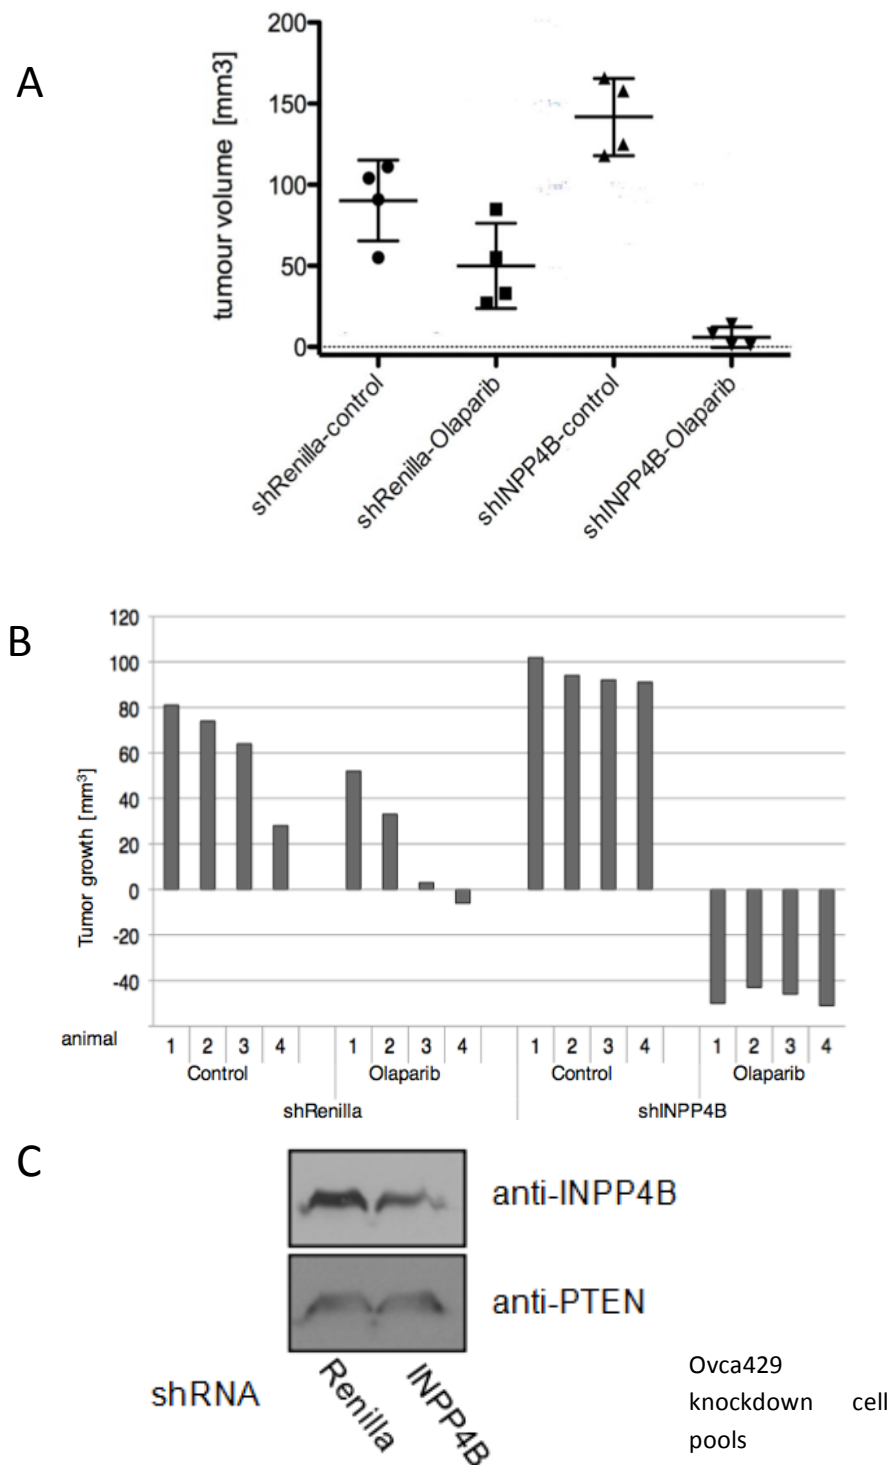 A
tumour volume [mm3]
200
150
100
50
0
shRenilla-control
shRenilla-Olaparib
shINPP4B-control
shINPP4B-Olaparib
B
Tumor growth [mm³]
120
100
80
60
40
20
0
-20
-40
animal
1 2 3 4 1 2 3 4 1 2 3 4 1 2 3 4
Control Olaparib Control Olaparib
shRenilla shINPP4B
C
anti-INPP4B
anti-PTEN
shRNA
Renilla
INPP4B
Ovca429
knockdown cell
pools